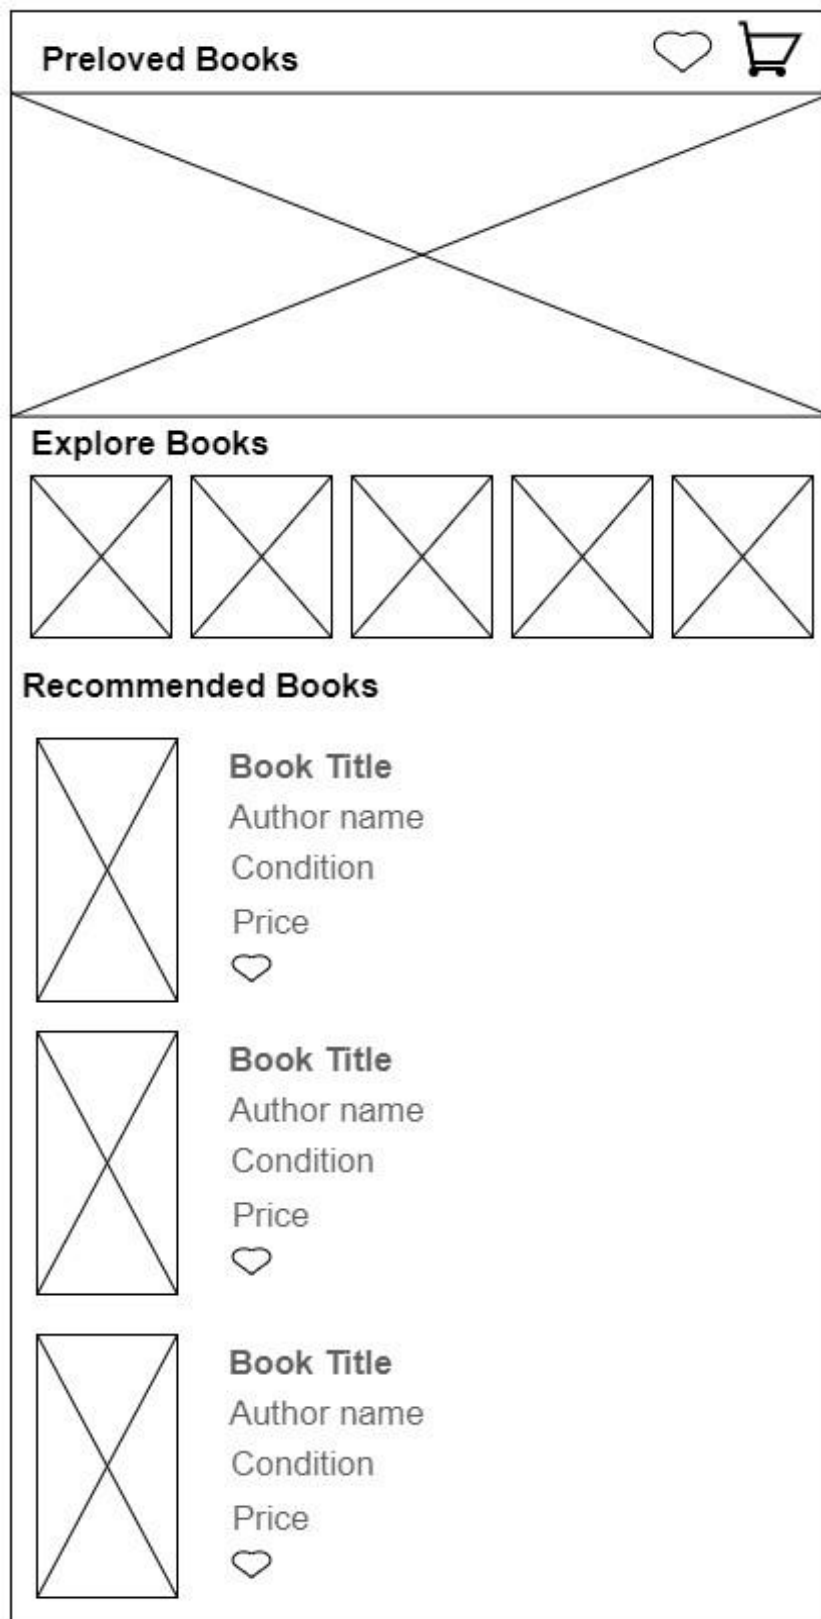 Preloved Books
Explore Books
Recommended Books
Book Title
Author name
Condition
Price
Book Title
Author name
Condition
Price
Book Title
Author name
Condition
Price